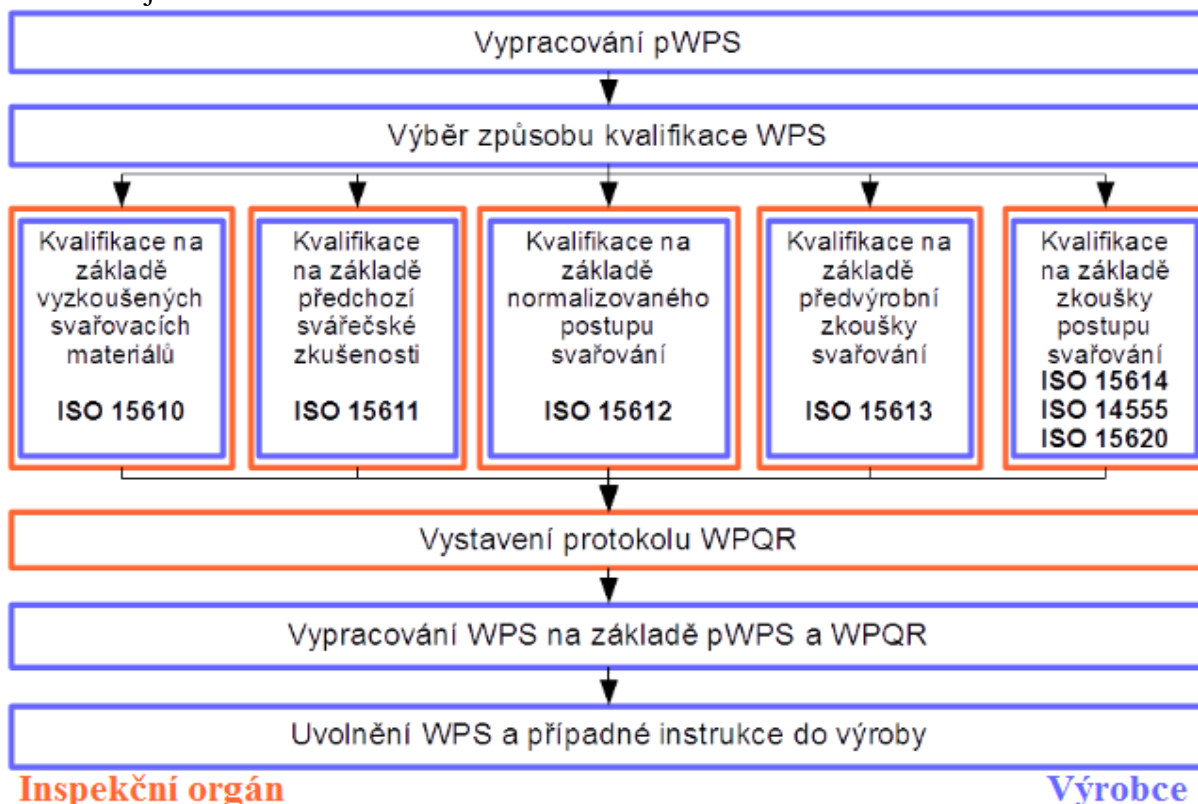 Vypracování pWPS
Výběr způsobu kvalifikace WPS
Kvalifikace na
základě
vyzkoušených
svařovacích
materiálů
ISO 15610
Kvalifikace
na základě
předchozí
svářečské
zkušenosti
ISO 15611
Kvalifikace na
základě
normalizovaného
postupu
svařování
ISO 15612
Kvalifikace na
základě
předvýrobní
zkoušky
svařování
ISO 15613
Kvalifikace
na základě
zkoušky
postupu
svařování
ISO 15614
ISO 14555
ISO 15620
Vystavení protokolu WPQR
Vypracování WPS na základě pWPS a WPQR
Uvolnění WPS a případné instrukce do výroby
Inspekční orgán
Výrobce